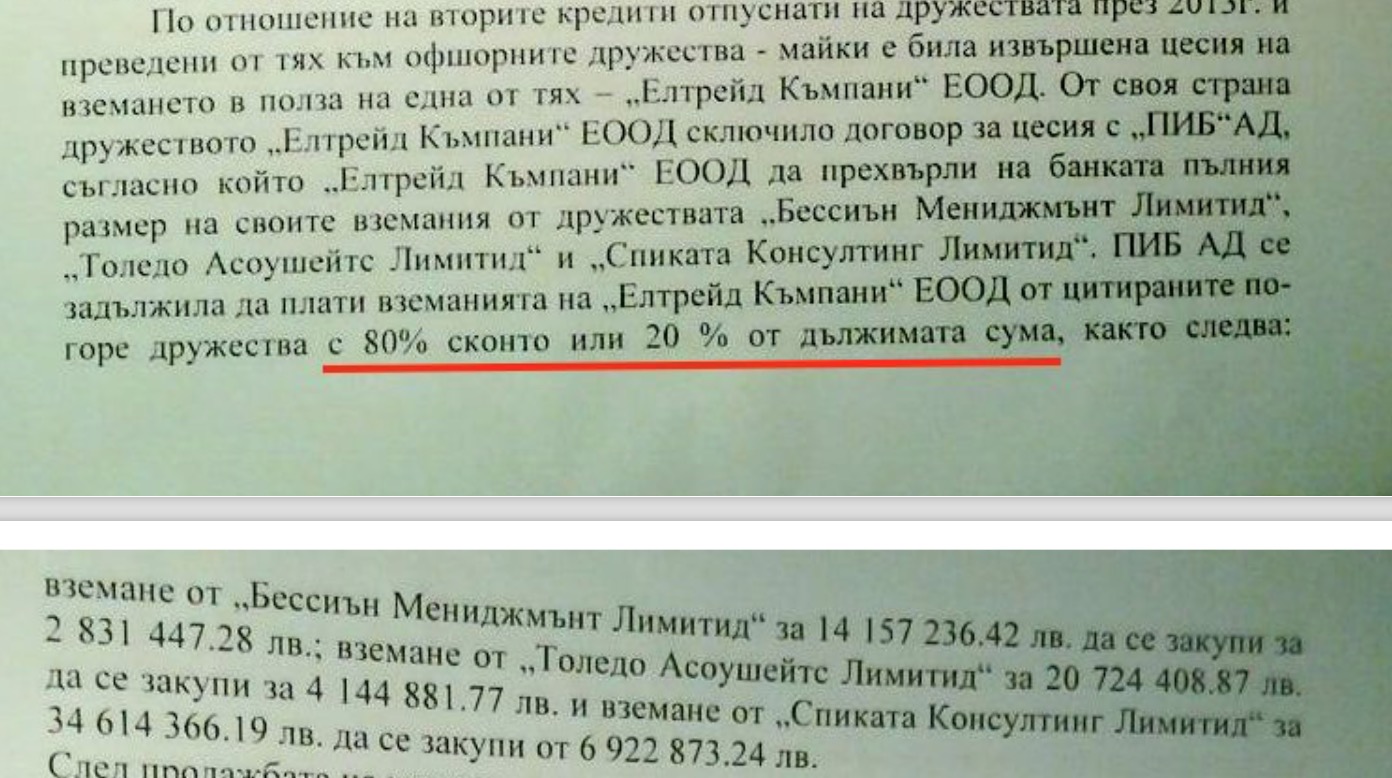 По отношение на вторите кредити отпуснати на дружествата през 2013г. и
преведени от тях към офшорните дружества - майки е била извършена цесия на
вземането в полза на една от тях – „Елтрейд Къмпани“ ЕООД. От своя страна
дружеството „Елтрейд Къмпани“ ЕООД сключило договор за цесия с „ПИБ“АД,
съгласно който „Елтрейд Къмпани“ ЕООД да прехвърли на банката пълния
размер на своите вземания от дружествата „Бессиън Мениджмънт Лимитид“,
„Толедо Асоушейтс Лимитид“ и „Спиката Консултинг Лимитид“. ПИБ АД се
задължила да плати вземанията на „Елтрейд Къмпани“ ЕООД от цитираните по-
горе дружества с 80% сконто или 20 % от дължимата сума, както следва:
вземане от „Бессиън Мениджмънт Лимитид“ за 14 157 236.42 лв. да се закупи за
2 831 447.28 лв.; вземане от „Толедо Асоушейтс Лимитид“ за 20 724 408.87 лв.
да се закупи за 4 144 881.77 лв. и вземане от „Спиката Консултинг Лимитид“ за
34 614 366.19 лв. да се закупи от 6 922 873.24 лв.
След продажбата